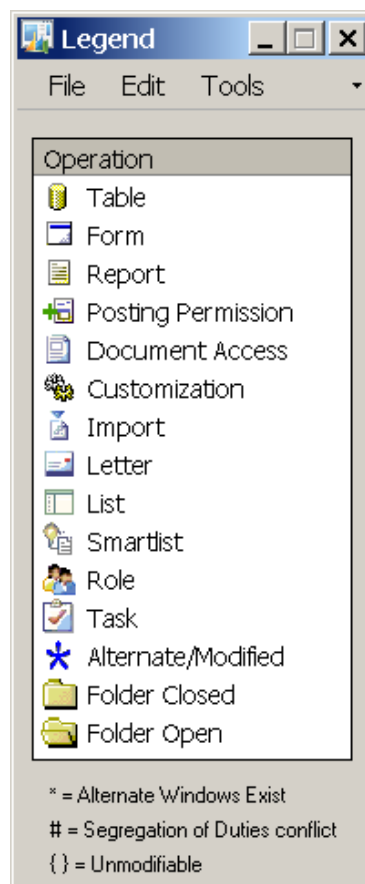 Legend
File Edit Tools
Operation
Table
Form
Report
Posting Permission
Document Access
Customization
Import
Letter
List
Smartlist
Role
Task
Alternate/Modified
Folder Closed
Folder Open
* = Alternate Windows Exist
# = Segregation of Duties conflict
{ } = Unmodifiable